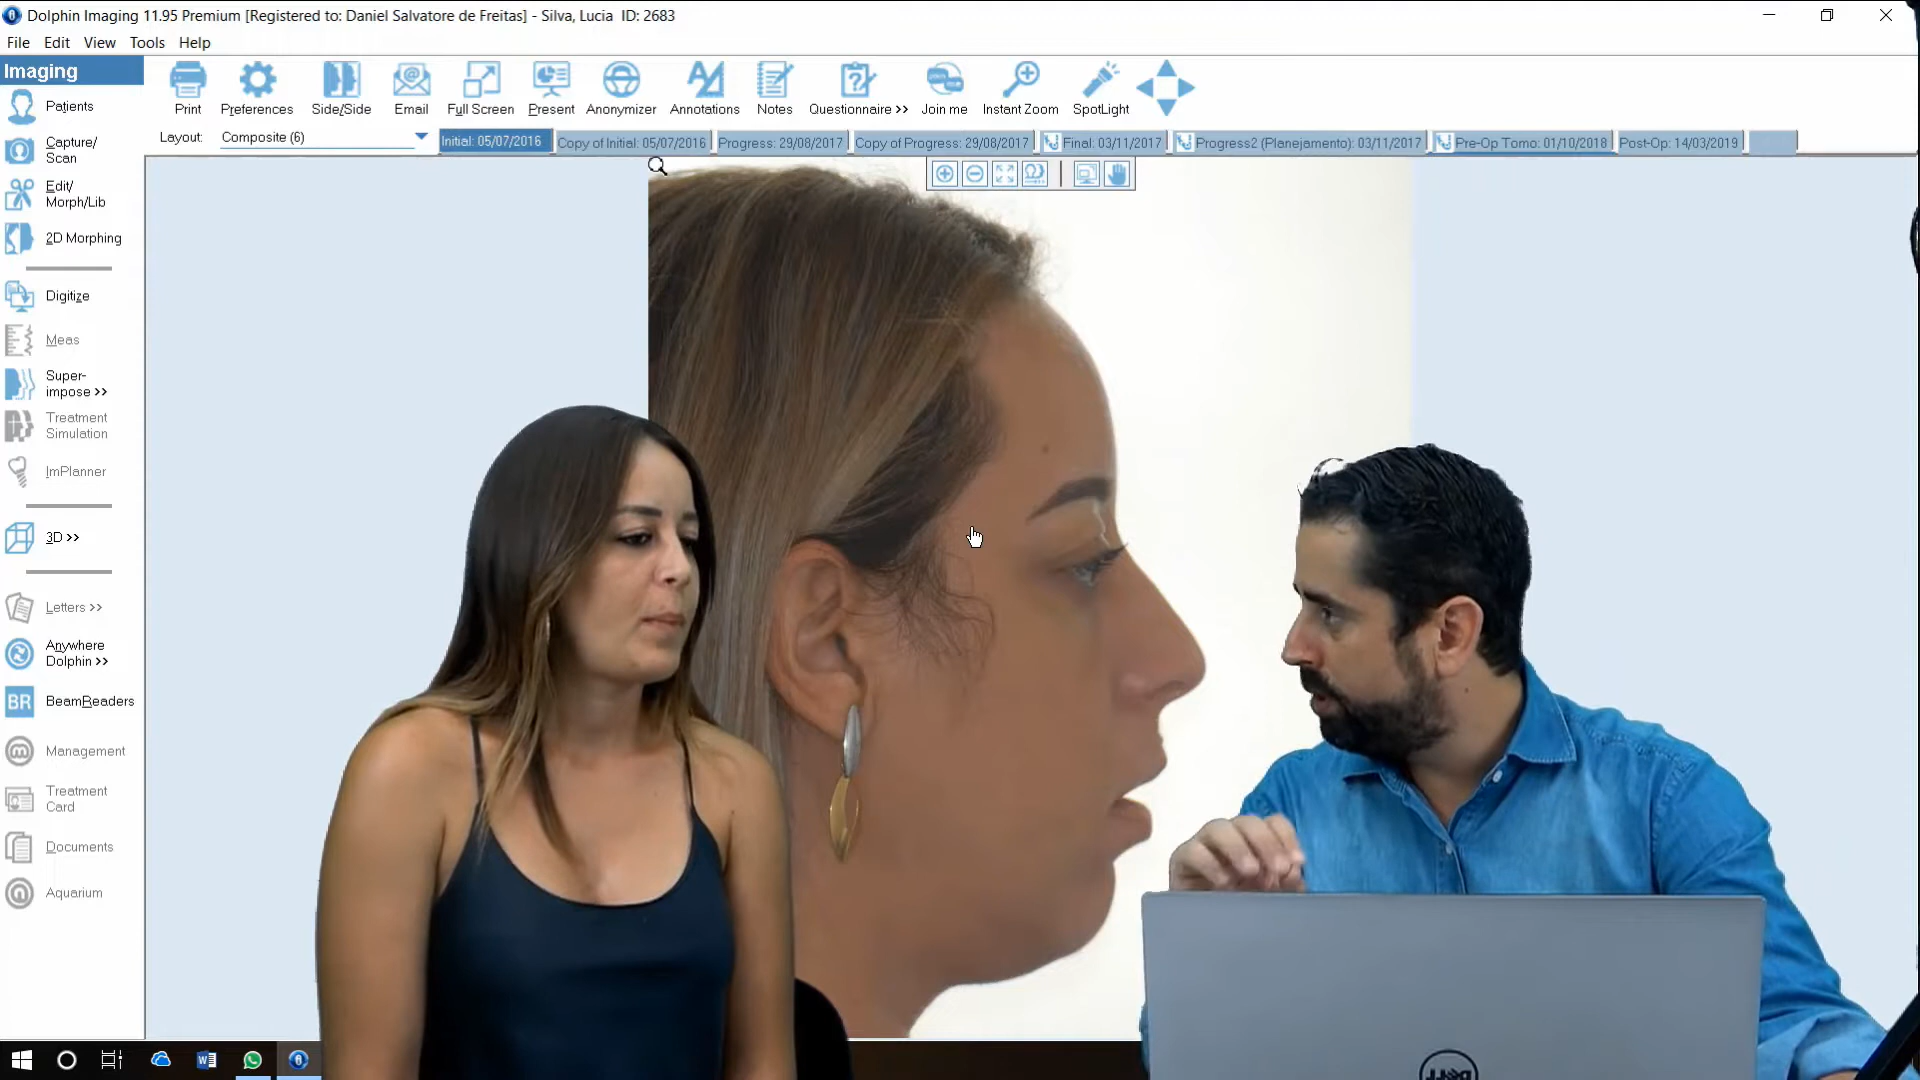 Dolphin Imaging 11.95 Premium [Registered to: Daniel Salvatore de Freitas] - Silva, Lucia  ID: 2683
File Edit View Tools Help
Imaging
Patients
Capture/
Scan
Edit/
Morph/Lib
2D Morphing
Digitize
Meas
Super-
impose >>
Treatment
Simulation
ImPlanner
3D >>
Letters >>
Anywhere
Dolphin >>
BR BeamReaders
Management
Treatment
Card
Documents
Aquarium
Print Preferences Side/Side Email Full Screen Present Anonymizer Annotations Notes Questionnaire >> Join me Instant Zoom SpotLight
Layout: Composite (6)
Initial: 05/07/2016 Copy of Initial: 05/07/2016 Progress: 29/08/2017 Copy of Progress: 29/08/2017 Final: 03/11/2017 Progress2 (Planejamento): 03/11/2017 Pre-Op Tomo: 01/10/2018 Post-Op: 14/03/2019
DELL